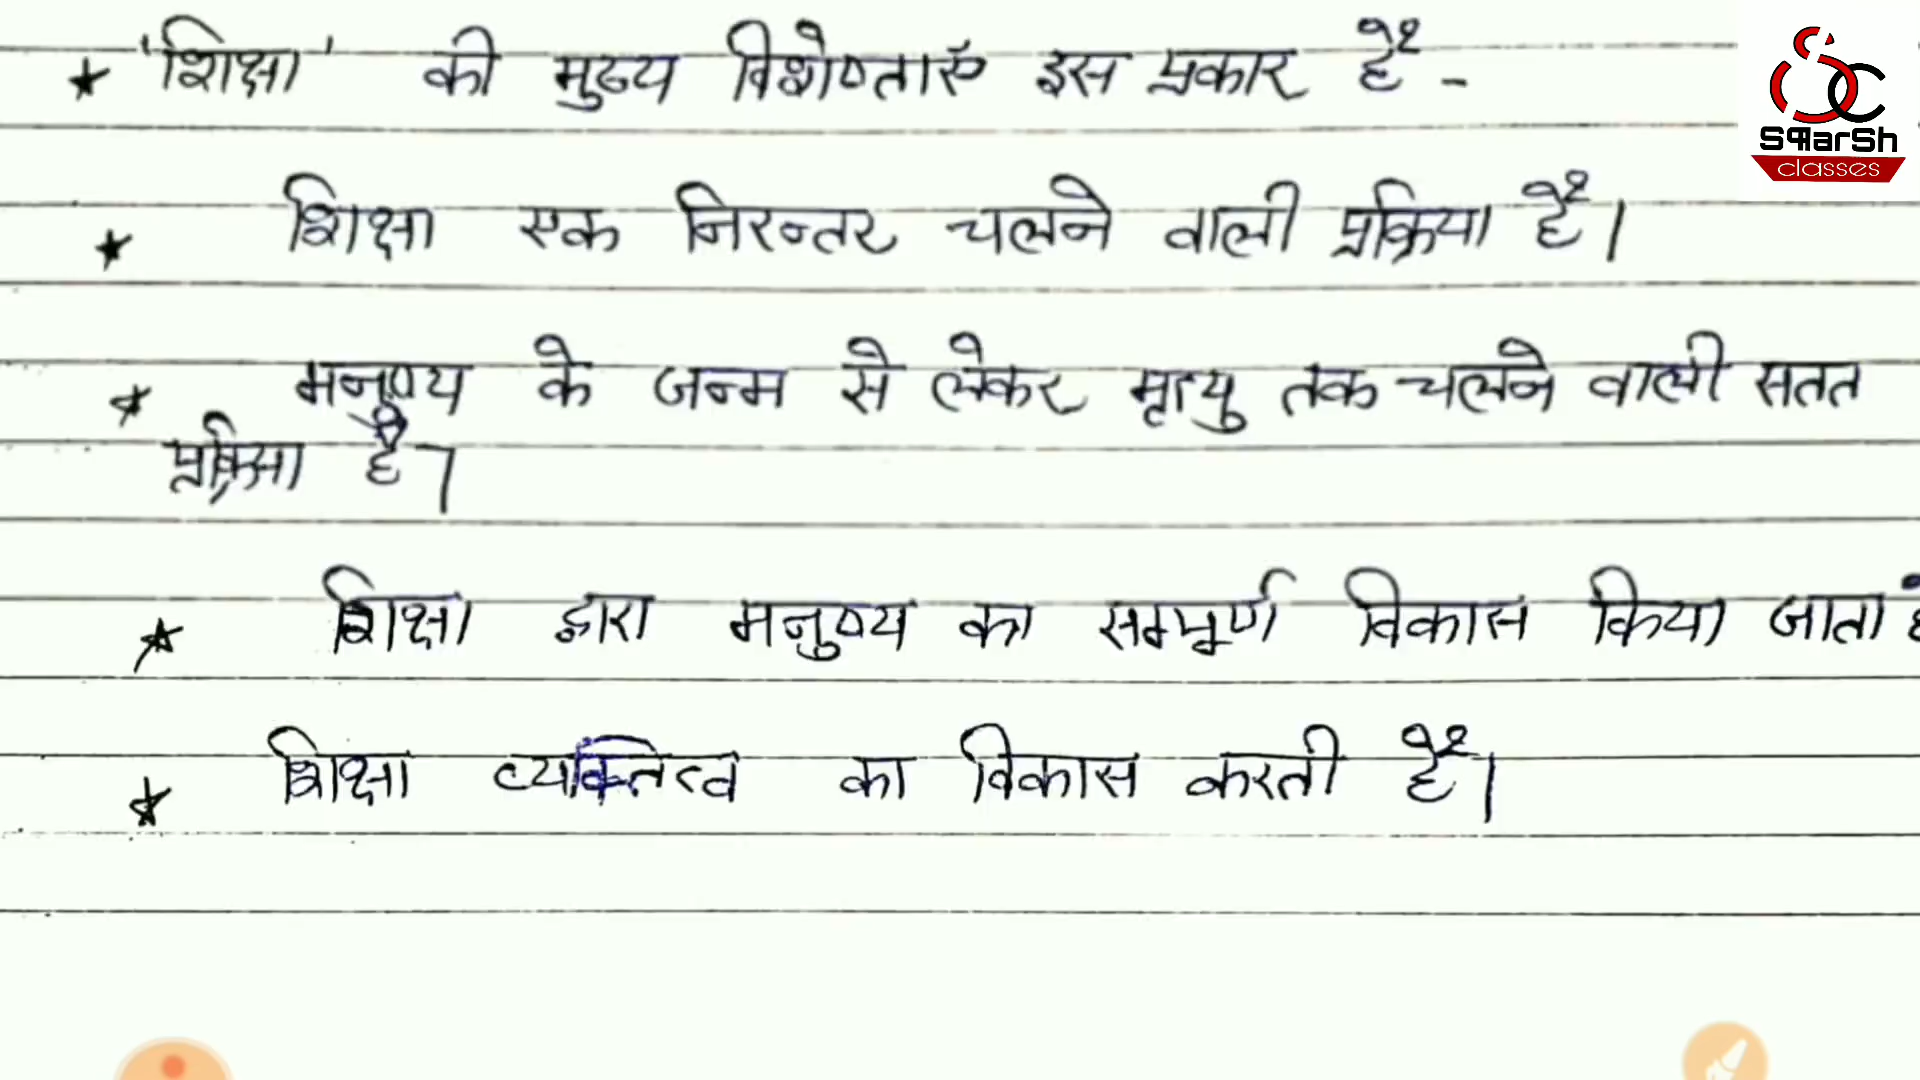 ★ 'शिक्षा' की मुख्य विशेषताएँ इस प्रकार हैं -
SпarSh
classes
★ शिक्षा एक निरन्तर चलने वाली प्रक्रिया है।
★ मनुष्य के जन्म से लेकर मृत्यु तक चलने वाली सतत
प्रक्रिया है।
★ शिक्षा द्वारा मनुष्य का सम्पूर्ण विकास किया जाता
★ शिक्षा व्यक्तित्व का विकास करती है।